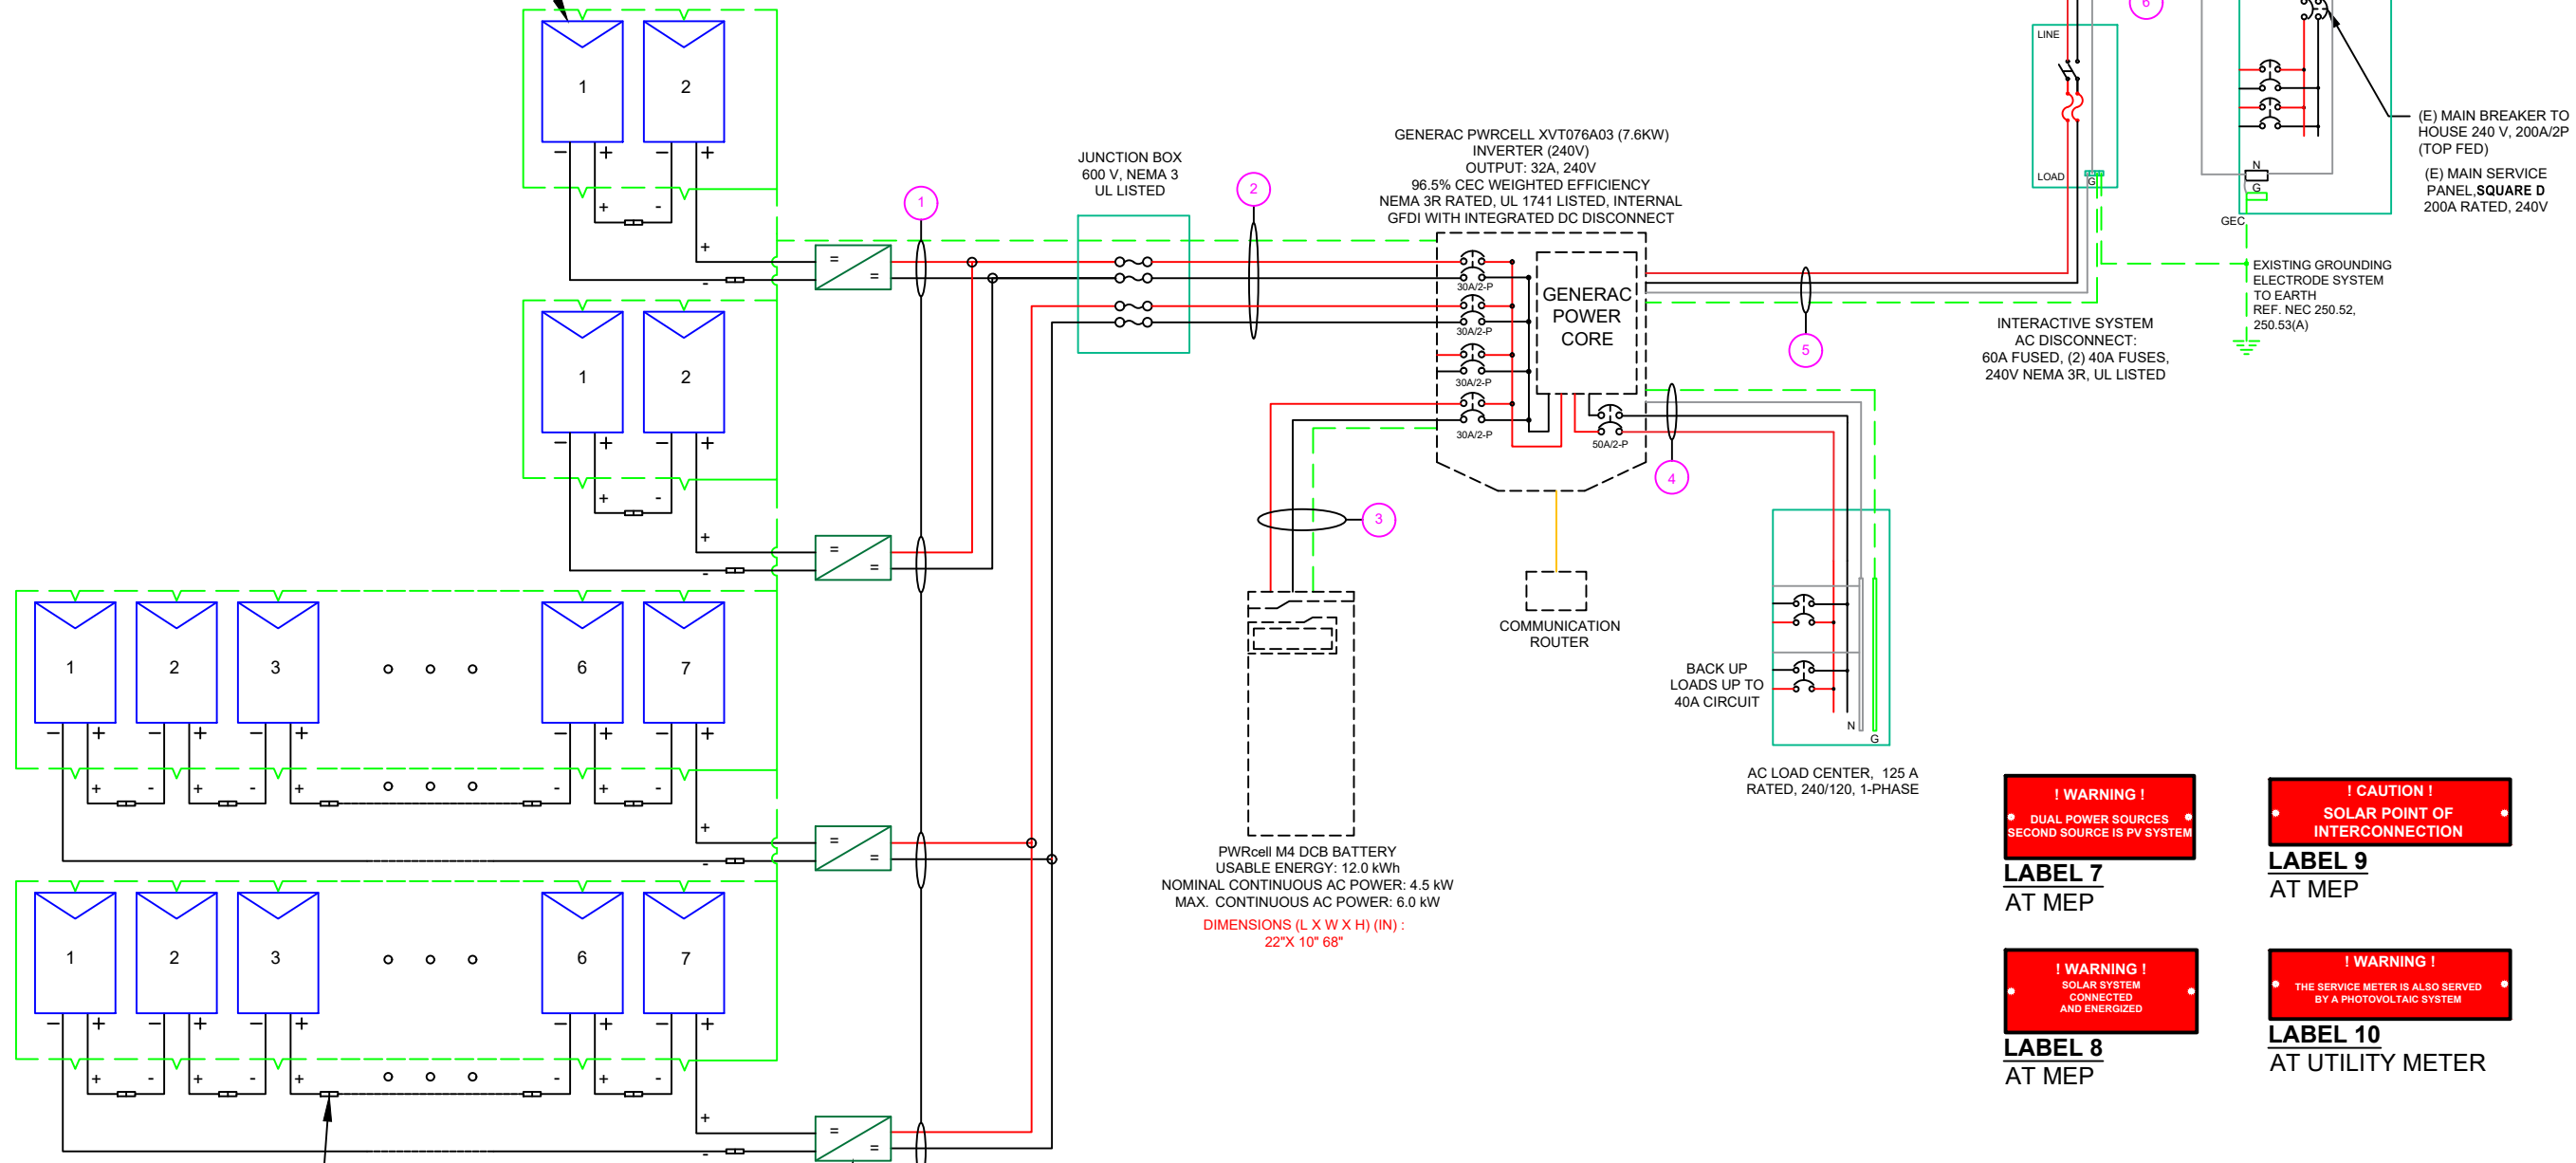 1
2
− + − +
+ -
+
-
1
2
− + − +
+ -
+
-
1
2
3
6
7
− + − + − + − + − +
+ - + - + - + -
+
-
1
2
3
6
7
− + − + − + − + − +
+ - + - + - + -
+
-
= =
= =
= =
= =
1
JUNCTION BOX
600 V, NEMA 3
UL LISTED
2
GENERAC PWRCELL XVT076A03 (7.6KW)
INVERTER (240V)
OUTPUT: 32A, 240V
96.5% CEC WEIGHTED EFFICIENCY
NEMA 3R RATED, UL 1741 LISTED, INTERNAL
GFDI WITH INTEGRATED DC DISCONNECT
30A/2-P
30A/2-P
30A/2-P
30A/2-P
GENERAC
POWER
CORE
50A/2-P
3
4
5
6
COMMUNICATION
ROUTER
PWRcell M4 DCB BATTERY
USABLE ENERGY: 12.0 kWh
NOMINAL CONTINUOUS AC POWER: 4.5 kW
MAX. CONTINUOUS AC POWER: 6.0 kW
DIMENSIONS (L X W X H) (IN) :
22"X 10" 68"
BACK UP
LOADS UP TO
40A CIRCUIT
N
G
AC LOAD CENTER, 125 A
RATED, 240/120, 1-PHASE
LINE
LOAD
G
INTERACTIVE SYSTEM
AC DISCONNECT:
60A FUSED, (2) 40A FUSES,
240V NEMA 3R, UL LISTED
N
G
GEC
(E) MAIN BREAKER TO
HOUSE 240 V, 200A/2P
(TOP FED)
(E) MAIN SERVICE
PANEL,SQUARE D
200A RATED, 240V
EXISTING GROUNDING
ELECTRODE SYSTEM
TO EARTH
REF. NEC 250.52,
250.53(A)
! WARNING !
DUAL POWER SOURCES
SECOND SOURCE IS PV SYSTEM
LABEL 7
AT MEP
! CAUTION !
SOLAR POINT OF
INTERCONNECTION
LABEL 9
AT MEP
! WARNING !
SOLAR SYSTEM
CONNECTED
AND ENERGIZED
LABEL 8
AT MEP
! WARNING !
THE SERVICE METER IS ALSO SERVED
BY A PHOTOVOLTAIC SYSTEM
LABEL 10
AT UTILITY METER